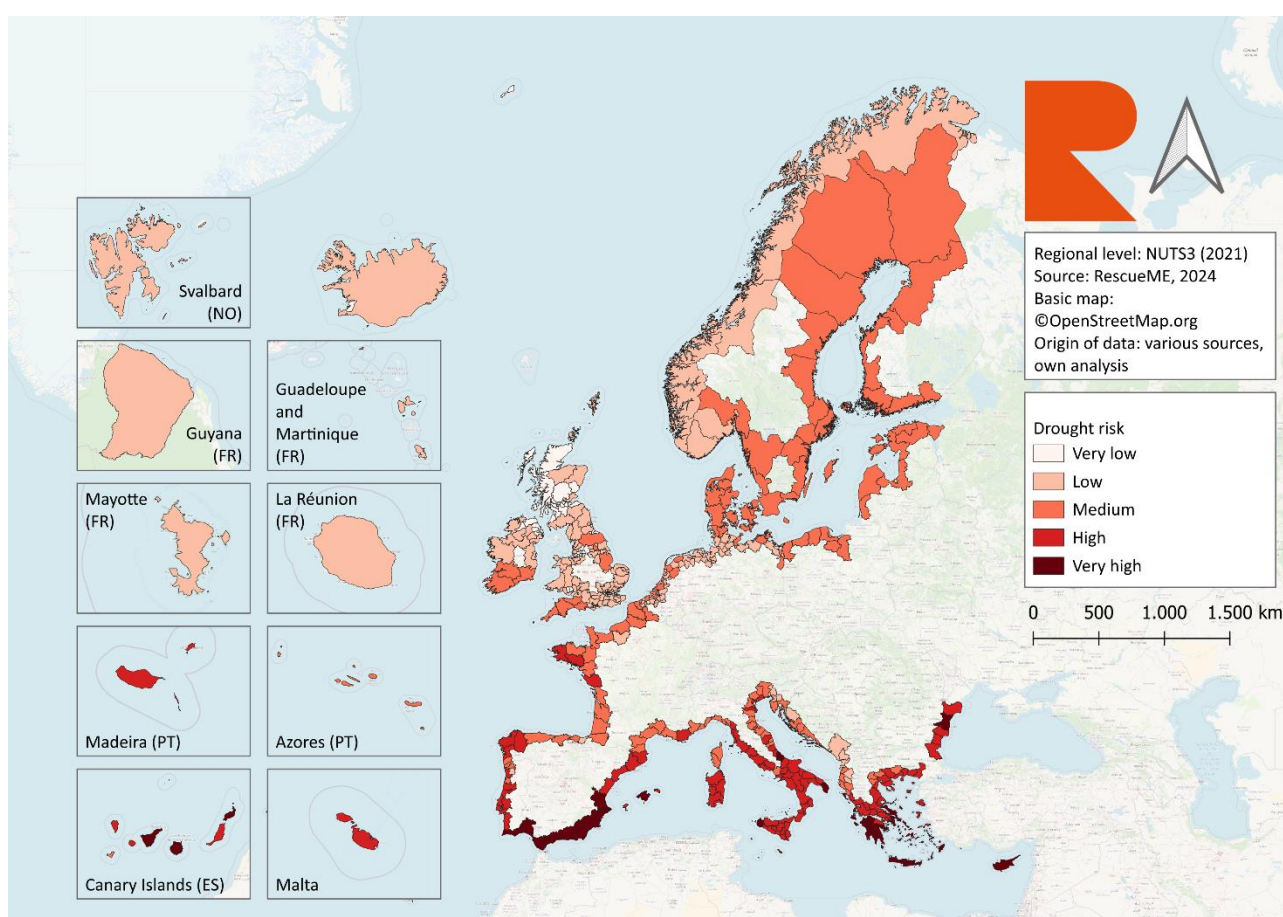 Svalbard
(NO)
Guyana
(FR)
Guadeloupe
and
Martinique
(FR)
Mayotte
(FR)
La Réunion
(FR)
Madeira (PT)
Azores (PT)
Canary Islands (ES)
Malta
Regional level: NUTS3 (2021)
Source: RescueME, 2024
Basic map:
©OpenStreetMap.org
Origin of data: various sources,
own analysis
Drought risk
Very low
Low
Medium
High
Very high
0 500 1.000 1.500 km